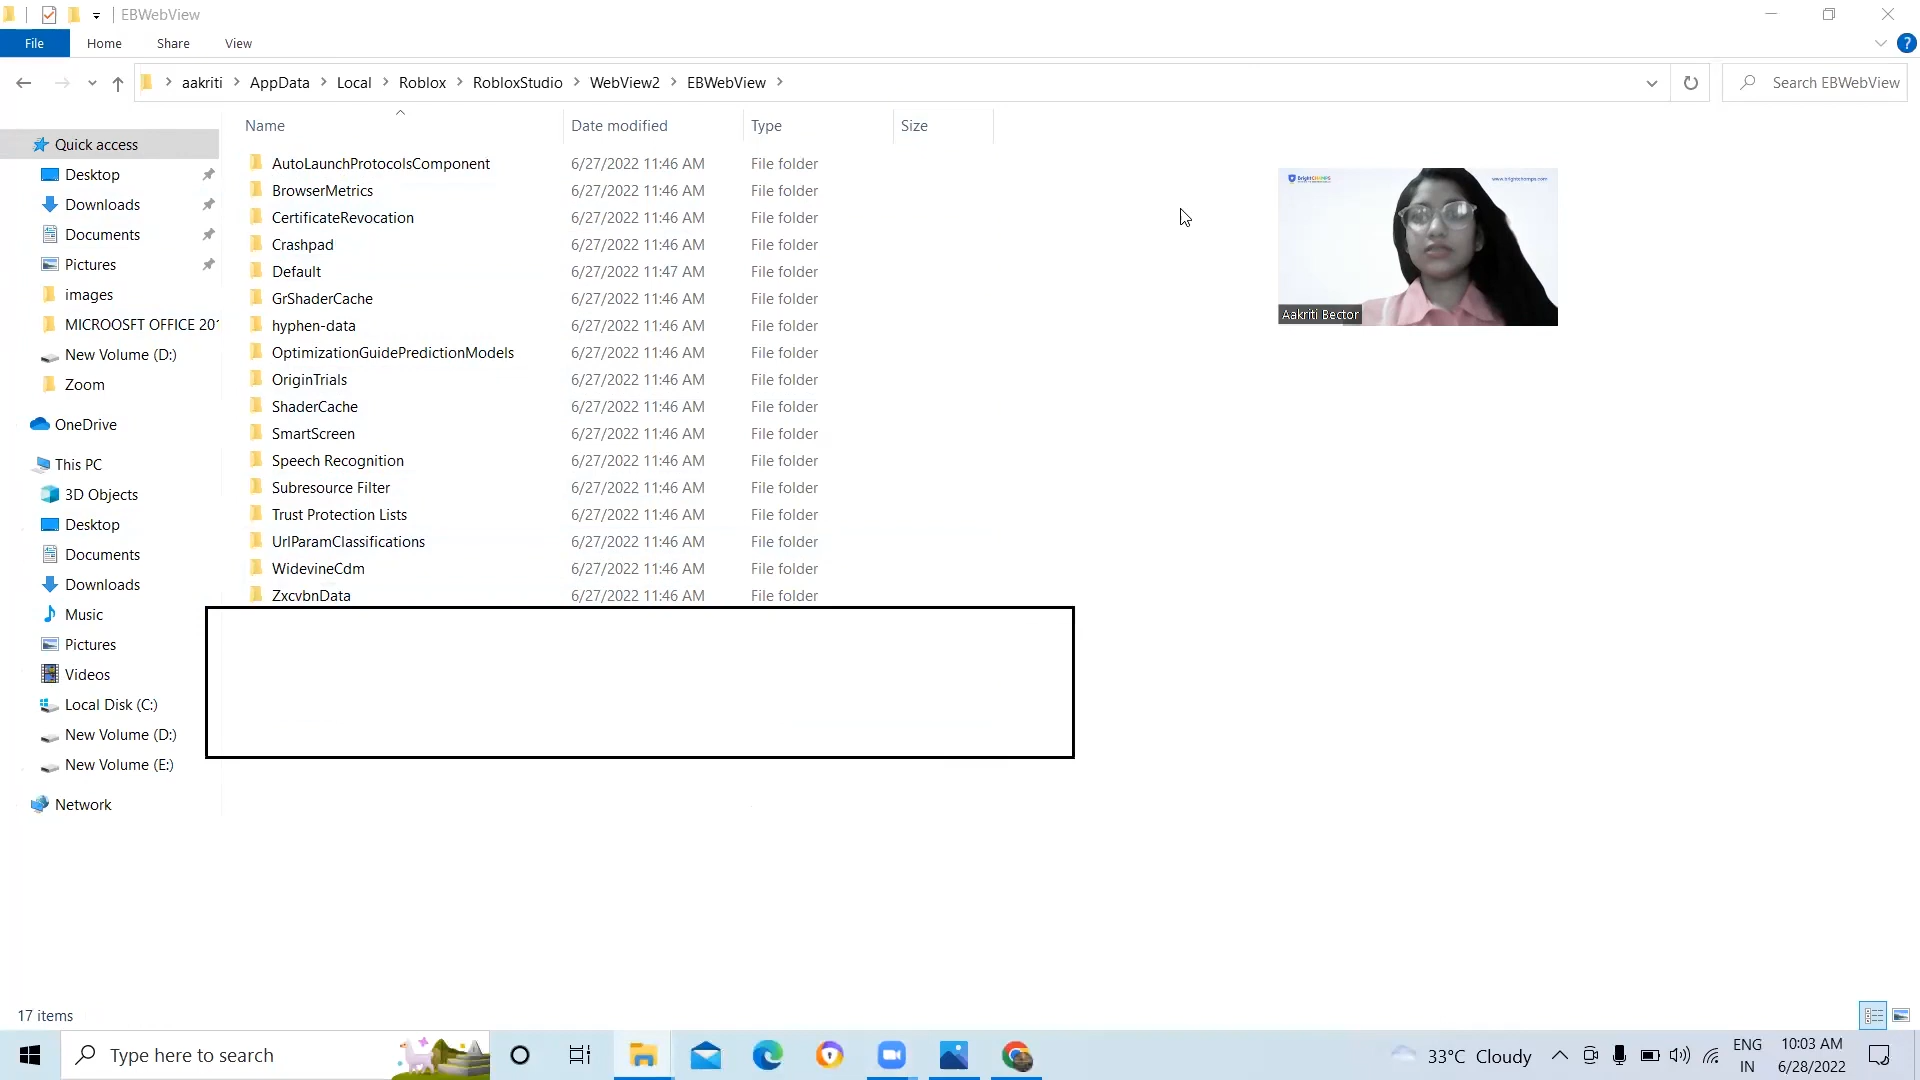 EBWebView
File Home Share View
aakriti > AppData > Local > Roblox > RobloxStudio > WebView2 > EBWebView >
Search EBWebView
Name Date modified Type Size
Quick access
Desktop
Downloads
Documents
Pictures
images
MICROOSFT OFFICE 201
New Volume (D:)
Zoom
OneDrive
This PC
3D Objects
Desktop
Documents
Downloads
Music
Pictures
Videos
Local Disk (C:)
New Volume (D:)
New Volume (E:)
Network
AutoLaunchProtocolsComponent 6/27/2022 11:46 AM File folder
BrowserMetrics 6/27/2022 11:46 AM File folder
CertificateRevocation 6/27/2022 11:46 AM File folder
Crashpad 6/27/2022 11:46 AM File folder
Default 6/27/2022 11:47 AM File folder
GrShaderCache 6/27/2022 11:46 AM File folder
hyphen-data 6/27/2022 11:46 AM File folder
OptimizationGuidePredictionModels 6/27/2022 11:46 AM File folder
OriginTrials 6/27/2022 11:46 AM File folder
ShaderCache 6/27/2022 11:46 AM File folder
SmartScreen 6/27/2022 11:46 AM File folder
Speech Recognition 6/27/2022 11:46 AM File folder
Subresource Filter 6/27/2022 11:46 AM File folder
Trust Protection Lists 6/27/2022 11:46 AM File folder
UrlParamClassifications 6/27/2022 11:46 AM File folder
WidevineCdm 6/27/2022 11:46 AM File folder
ZxcvbnData 6/27/2022 11:46 AM File folder
BrightCHAMPS
www.brightchamps.com
Aakriti Bector
17 items
Type here to search
33°C Cloudy
ENG
IN
10:03 AM
6/28/2022